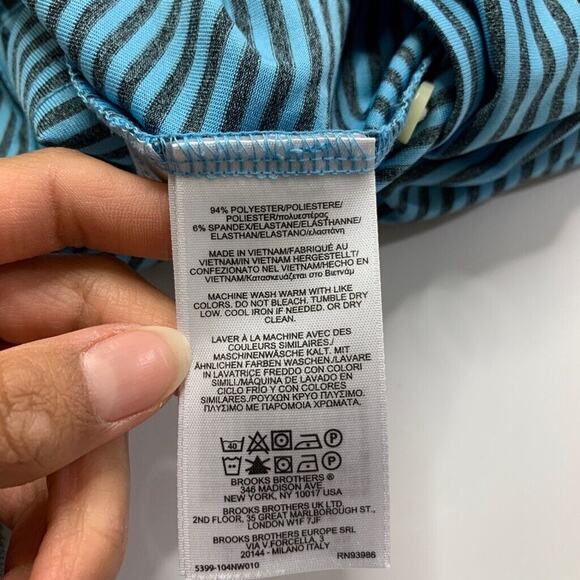 94% POLYESTER/POLIESTERE/
POLIESTER/πολυεστέρας
6% SPANDEX/ELASTANE/ELASTHANNE/
ELASTHAN/ELASTANO/ελαστάνη
MADE IN VIETNAM/FABRIQUÉ AU
VIETNAM/IN VIETNAM HERGESTELLT/
CONFEZIONATO NEL VIETNAM/HECHO EN
VIETNAM/Κατασκευάζεται στο Βιετνάμ
MACHINE WASH WARM WITH LIKE
COLORS. DO NOT BLEACH. TUMBLE DRY
LOW. COOL IRON IF NEEDED. OR DRY
CLEAN.
LAVER À LA MACHINE AVEC DES
COULEURS SIMILAIRES./
MASCHINENWÄSCHE KALT. MIT
ÄHNLICHEN FARBEN WASCHEN./LAVARE
IN LAVATRICE FREDDO CON COLORI
SIMILI./MÁQUINA DE LAVADO EN
CICLO FRÍO Y CON COLORES
SIMILARES./ΡΟΥΧΩΝ ΚΡΥΟ ΠΛΥΣΙΜΟ.
ΠΛΥΣΙΜΟ ΜΕ ΠΑΡΟΜΟΙΑ ΧΡΩΜΑΤΑ.
40 P
P
BROOKS BROTHERS ®
346 MADISON AVE
NEW YORK, NY 10017 USA
BROOKS BROTHERS UK LTD
2ND FLOOR, 35 GREAT MARLBOROUGH ST.,
LONDON W1F 7JF
BROOKS BROTHERS EUROPE SRL
VIA V.FORCELLA, 3
20144 - MILANO ITALY
5399-104NW010
RN93986